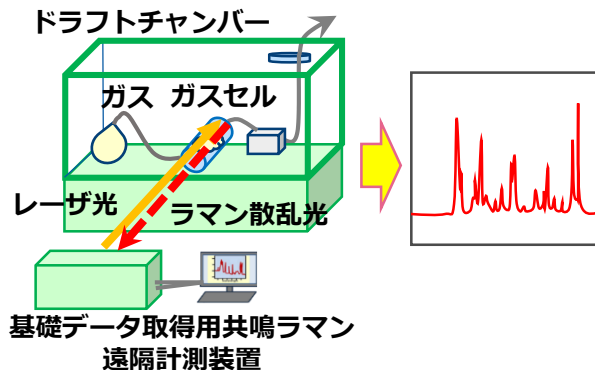 ドラフトチャンバー
ガス ガスセル
レーザ光
ラマン散乱光
基礎データ取得用共鳴ラマン
遠隔計測装置